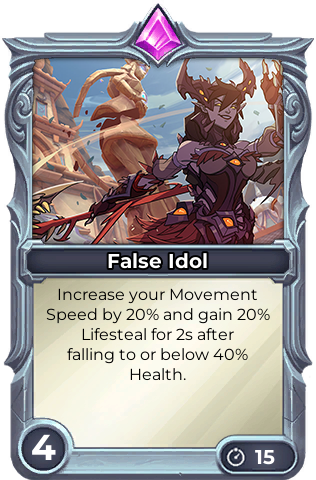 False Idol
Increase your Movement
Speed by 20% and gain 20%
Lifesteal for 2s after
falling to or below 40%
Health.
4
15